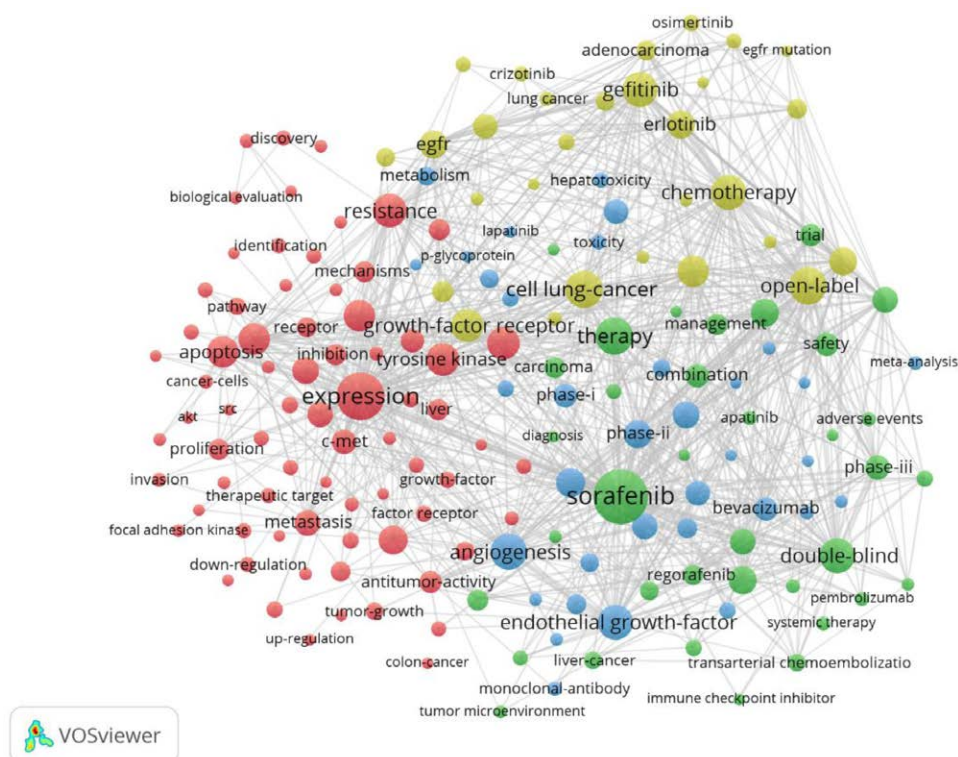 osimertinib
adenocarcinoma
egfr mutation
crizotinib
gefitinib
lung cancer
erlotinib
discovery
egfr
metabolism
hepatotoxicity
chemotherapy
biological evaluation
resistance
lapatinib
trial
identification
toxicity
p-glycoprotein
mechanisms
cell lung-cancer
open-label
pathway
receptor
growth-factor receptor
therapy
management
safety
apoptosis
inhibition
tyrosine kinase
carcinoma
meta-analysis
cancer-cells
combination
expression
phase-i
akt
src
liver
apatinib
adverse events
c-met
diagnosis
phase-ii
proliferation
phase-iii
invasion
growth-factor
therapeutic target
sorafenib
bevacizumab
focal adhesion kinase
metastasis
factor receptor
angiogenesis
double-blind
down-regulation
antitumor-activity
regorafenib
pembrolizumab
tumor-growth
endothelial growth-factor
systemic therapy
up-regulation
colon-cancer
liver-cancer
transarterial chemoembolizatio
monoclonal-antibody
immune checkpoint inhibitor
tumor microenvironment
VOSviewer